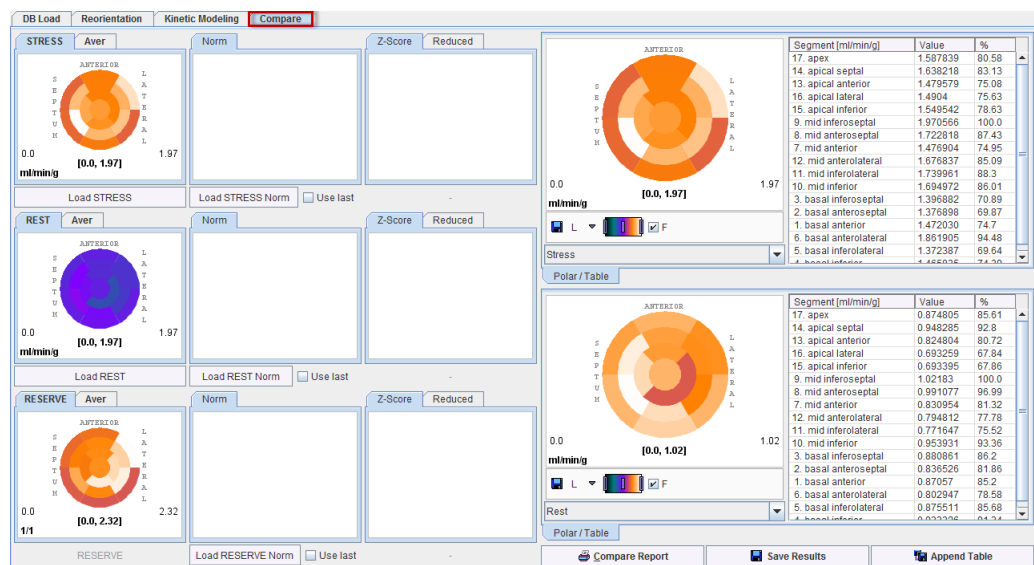 DB Load Reorientation Kinetic Modeling Compare
STRESS Aver Norm Z-Score Reduced
ANTERIOR
SEPTUM
LATERAL
0.0 [0.0, 1.97] 1.97
ml/min/g
Load STRESS Load STRESS Norm Use last -
REST Aver Norm Z-Score Reduced
ANTERIOR
SEPTUM
LATERAL
0.0 [0.0, 1.97] 1.97
ml/min/g
Load REST Load REST Norm Use last -
RESERVE Aver Norm Z-Score Reduced
ANTERIOR
SEPTUM
LATERAL
0.0 [0.0, 2.32] 2.32
1/1
RESERVE Load RESERVE Norm Use last -
ANTERIOR
SEPTUM
LATERAL
0.0 [0.0, 1.97] 1.97
ml/min/g
L F
Stress
Polar / Table
Segment [ml/min/g] Value %
17. apex 1.587839 80.58
14. apical septal 1.638218 83.13
13. apical anterior 1.479579 75.08
16. apical lateral 1.4904 75.63
15. apical inferior 1.549542 78.63
9. mid inferoseptal 1.970566 100.0
8. mid anteroseptal 1.722818 87.43
7. mid anterior 1.476904 74.95
12. mid anterolateral 1.676837 85.09
11. mid inferolateral 1.739961 88.3
10. mid inferior 1.694972 86.01
3. basal inferoseptal 1.396882 70.89
2. basal anteroseptal 1.376898 69.87
1. basal anterior 1.472030 74.7
6. basal anterolateral 1.861905 94.48
5. basal inferolateral 1.372387 69.64
ANTERIOR
SEPTUM
LATERAL
0.0 [0.0, 1.02] 1.02
ml/min/g
L F
Rest
Polar / Table
Segment [ml/min/g] Value %
17. apex 0.874805 85.61
14. apical septal 0.948285 92.8
13. apical anterior 0.824804 80.72
16. apical lateral 0.693259 67.84
15. apical inferior 0.693395 67.86
9. mid inferoseptal 1.02183 100.0
8. mid anteroseptal 0.991077 96.99
7. mid anterior 0.830954 81.32
12. mid anterolateral 0.794812 77.78
11. mid inferolateral 0.771647 75.52
10. mid inferior 0.953931 93.36
3. basal inferoseptal 0.880861 86.2
2. basal anteroseptal 0.836526 81.86
1. basal anterior 0.87057 85.2
6. basal anterolateral 0.802947 78.58
5. basal inferolateral 0.875511 85.68
Compare Report Save Results Append Table